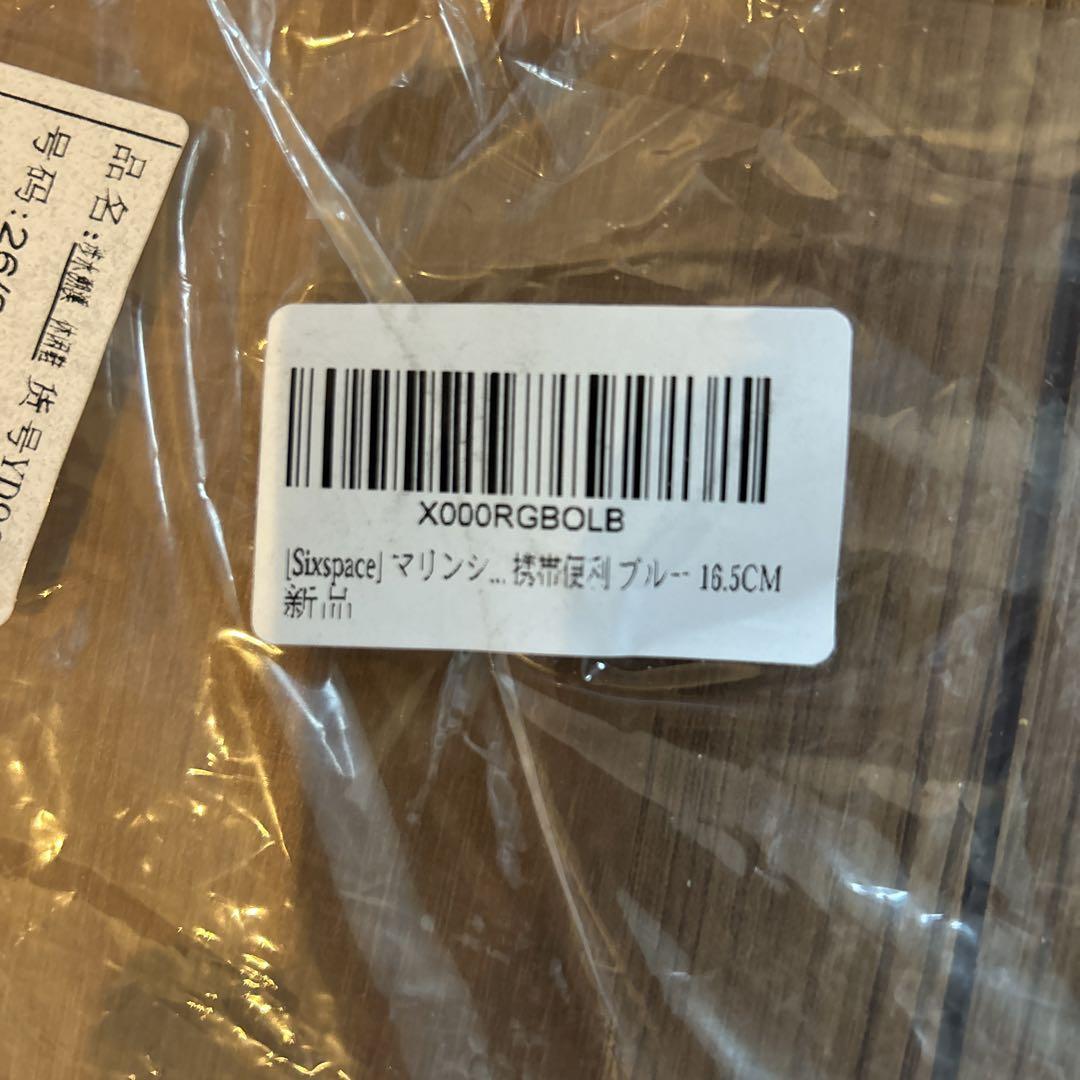 X000RGBOLB
[Sixspace] マリンシ... 携帯便利 ブルー 16.5CM
新品
品名:
货号YD
号码:26/